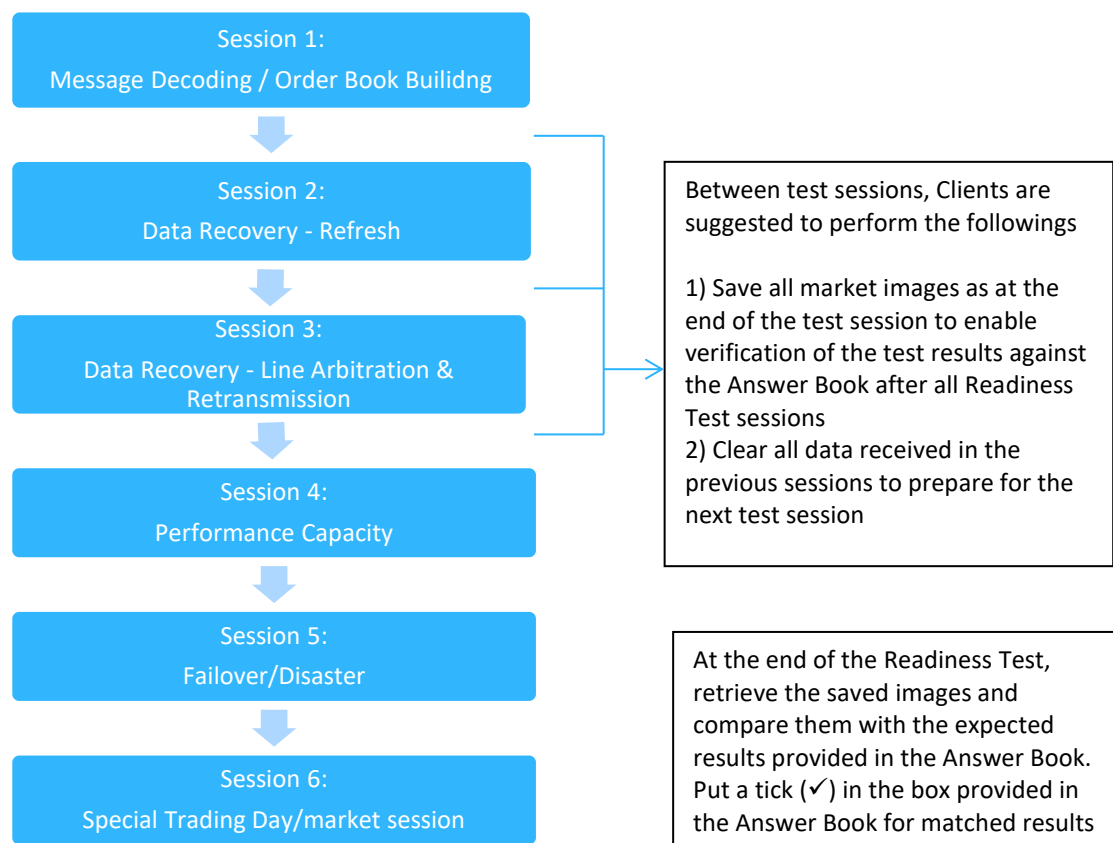 Session 1:
Message Decoding / Order Book Builidng
Session 2:
Data Recovery - Refresh
Session 3:
Data Recovery - Line Arbitration &
Retransmission
Session 4:
Performance Capacity
Session 5:
Failover/Disaster
Session 6:
Special Trading Day/market session
Between test sessions, Clients are
suggested to perform the followings
1) Save all market images as at the
end of the test session to enable
verification of the test results against
the Answer Book after all Readiness
Test sessions
2) Clear all data received in the
previous sessions to prepare for the
next test session
At the end of the Readiness Test,
retrieve the saved images and
compare them with the expected
results provided in the Answer Book.
Put a tick (✓) in the box provided in
the Answer Book for matched results